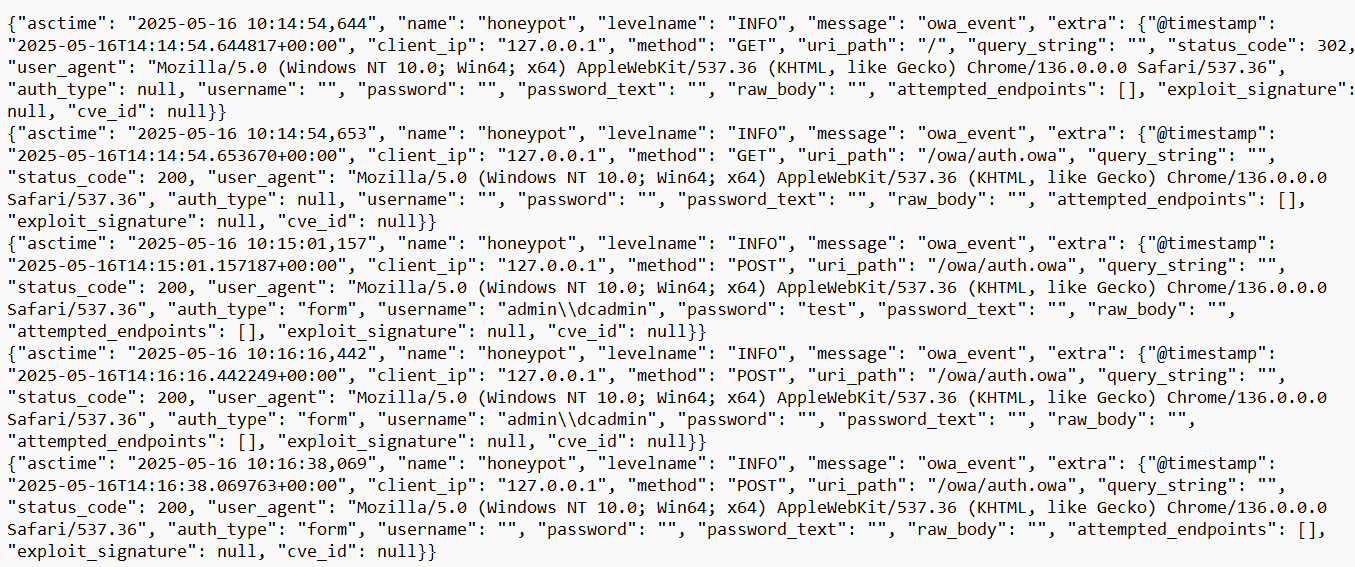 {"asctime": "2025-05-16 10:14:54,644", "name": "honeypot", "levelname": "INFO", "message": "owa_event", "extra": {"@timestamp":
"2025-05-16T14:14:54.644817+00:00", "client_ip": "127.0.0.1", "method": "GET", "uri_path": "/", "query_string": "", "status_code": 302,
"user_agent": "Mozilla/5.0 (Windows NT 10.0; Win64; x64) AppleWebKit/537.36 (KHTML, like Gecko) Chrome/136.0.0.0 Safari/537.36",
"auth_type": null, "username": "", "password": "", "password_text": "", "raw_body": "", "attempted_endpoints": [], "exploit_signature":
null, "cve_id": null}}
{"asctime": "2025-05-16 10:14:54,653", "name": "honeypot", "levelname": "INFO", "message": "owa_event", "extra": {"@timestamp":
"2025-05-16T14:14:54.653670+00:00", "client_ip": "127.0.0.1", "method": "GET", "uri_path": "/owa/auth.owa", "query_string": "",
"status_code": 200, "user_agent": "Mozilla/5.0 (Windows NT 10.0; Win64; x64) AppleWebKit/537.36 (KHTML, like Gecko) Chrome/136.0.0.0
Safari/537.36", "auth_type": null, "username": "", "password": "", "password_text": "", "raw_body": "", "attempted_endpoints": [],
"exploit_signature": null, "cve_id": null}}
{"asctime": "2025-05-16 10:15:01,157", "name": "honeypot", "levelname": "INFO", "message": "owa_event", "extra": {"@timestamp":
"2025-05-16T14:15:01.157187+00:00", "client_ip": "127.0.0.1", "method": "POST", "uri_path": "/owa/auth.owa", "query_string": "",
"status_code": 200, "user_agent": "Mozilla/5.0 (Windows NT 10.0; Win64; x64) AppleWebKit/537.36 (KHTML, like Gecko) Chrome/136.0.0.0
Safari/537.36", "auth_type": "form", "username": "admin\\dcadmin", "password": "test", "password_text": "", "raw_body": "",
"attempted_endpoints": [], "exploit_signature": null, "cve_id": null}}
{"asctime": "2025-05-16 10:16:16,442", "name": "honeypot", "levelname": "INFO", "message": "owa_event", "extra": {"@timestamp":
"2025-05-16T14:16:16.442249+00:00", "client_ip": "127.0.0.1", "method": "POST", "uri_path": "/owa/auth.owa", "query_string": "",
"status_code": 200, "user_agent": "Mozilla/5.0 (Windows NT 10.0; Win64; x64) AppleWebKit/537.36 (KHTML, like Gecko) Chrome/136.0.0.0
Safari/537.36", "auth_type": "form", "username": "admin\\dcadmin", "password": "", "password_text": "", "raw_body": "",
"attempted_endpoints": [], "exploit_signature": null, "cve_id": null}}
{"asctime": "2025-05-16 10:16:38,069", "name": "honeypot", "levelname": "INFO", "message": "owa_event", "extra": {"@timestamp":
"2025-05-16T14:16:38.069763+00:00", "client_ip": "127.0.0.1", "method": "POST", "uri_path": "/owa/auth.owa", "query_string": "",
"status_code": 200, "user_agent": "Mozilla/5.0 (Windows NT 10.0; Win64; x64) AppleWebKit/537.36 (KHTML, like Gecko) Chrome/136.0.0.0
Safari/537.36", "auth_type": "form", "username": "", "password": "", "password_text": "", "raw_body": "", "attempted_endpoints": [],
"exploit_signature": null, "cve_id": null}}